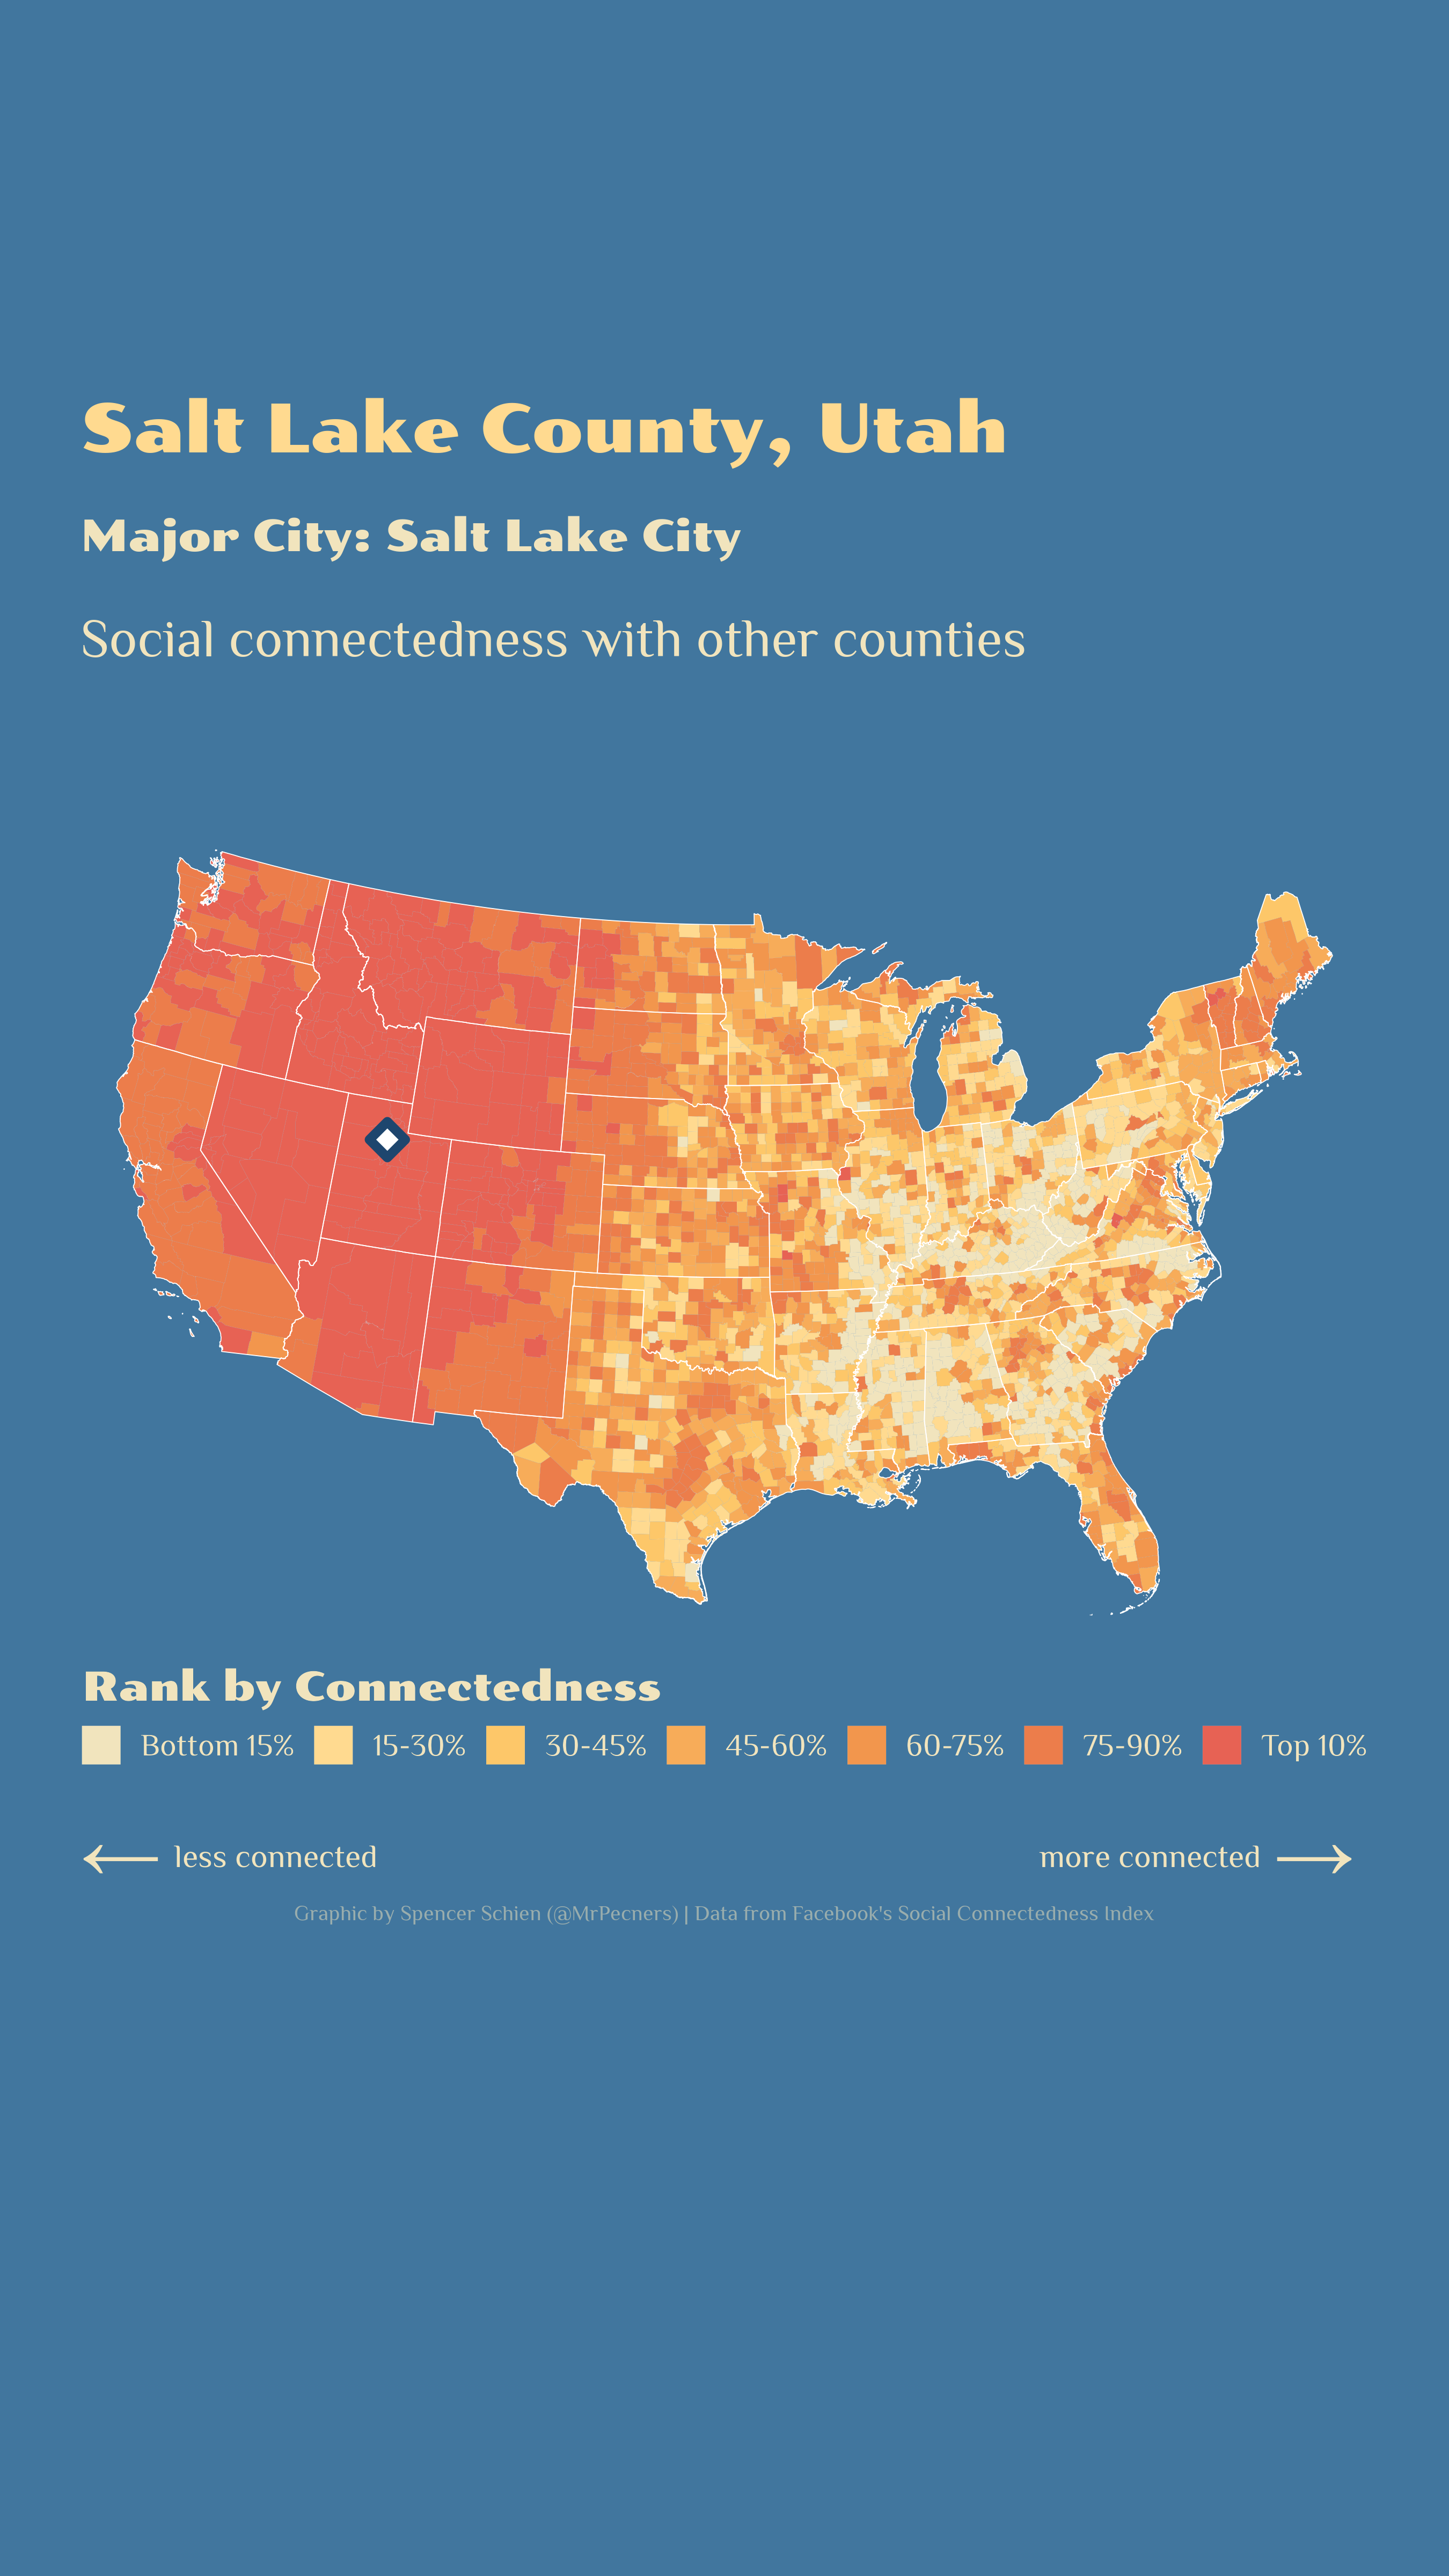 Salt Lake County, Utah
Major City: Salt Lake City
Social connectedness with other counties
Rank by Connectedness
Bottom 15% 15-30% 30-45% 45-60% 60-75% 75-90% Top 10%
less connected more connected
Graphic by Spencer Schien (@MrPecners) | Data from Facebook's Social Connectedness Index